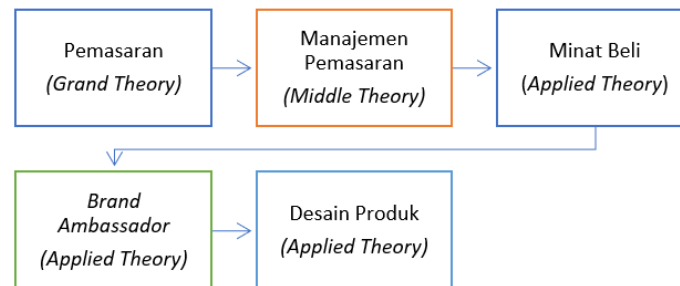 Pemasaran
(Grand Theory)
Manajemen
Pemasaran
(Middle Theory)
Minat Beli
(Applied Theory)
Brand
Ambassador
(Applied Theory)
Desain Produk
(Applied Theory)